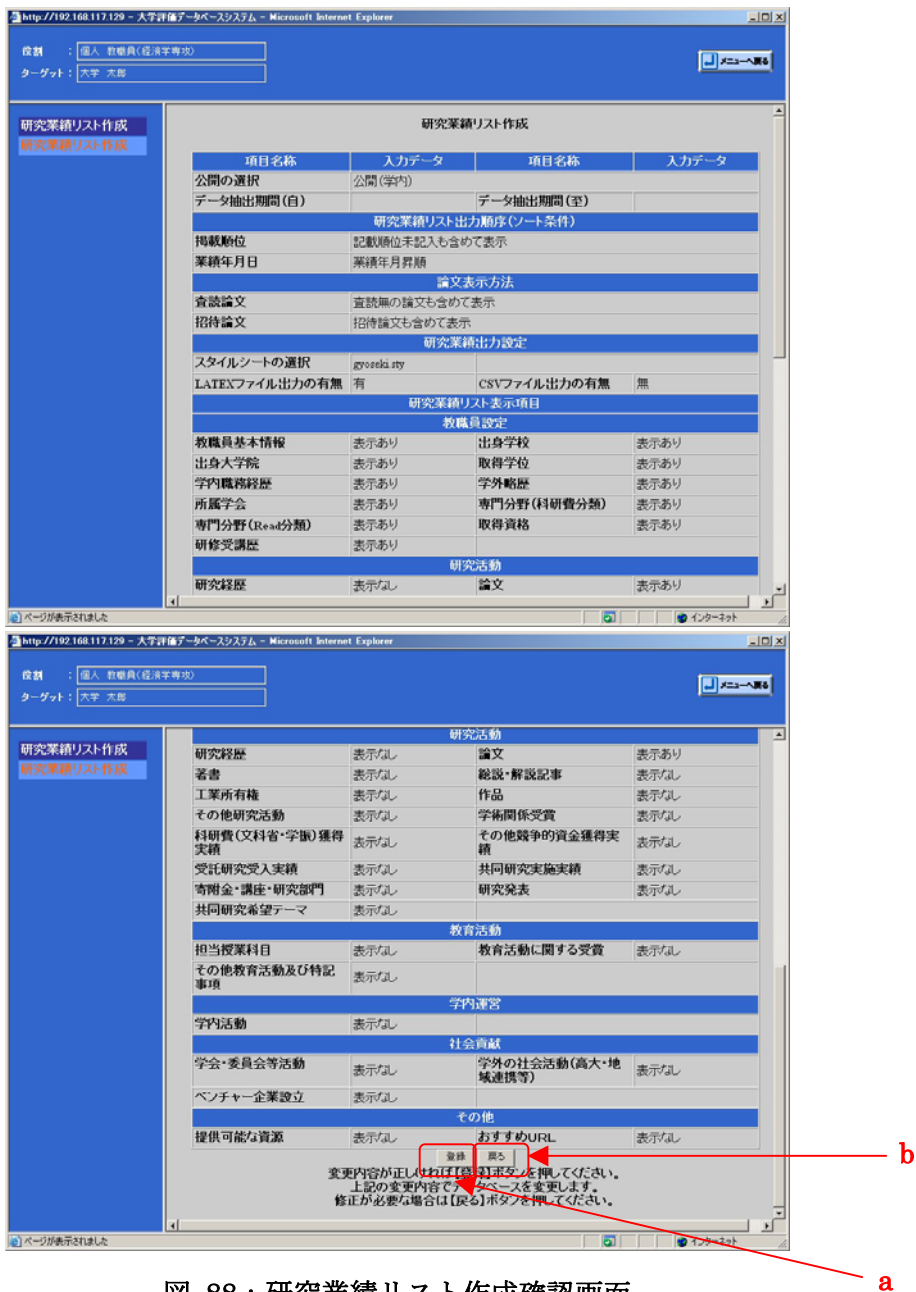 http://192.168.117.129 - 大学評価データベースシステム - Microsoft Internet Explorer
役割 : 個人 教職員(経済学専攻)
ターゲット : 大学 太郎
メニューへ戻る
研究業績リスト作成
研究業績リスト作成
研究業績リスト作成
項目名称 入力データ 項目名称 入力データ
公開の選択 公開(学内)
データ抽出期間(自) データ抽出期間(至)
研究業績リスト出力順序(ソート条件)
掲載順位 記載順位未記入も含めて表示
業績年月日 業績年月昇順
論文表示方法
査読論文 査読無の論文も含めて表示
招待論文 招待論文も含めて表示
研究業績出力設定
スタイルシートの選択 gyoseki.sty
LATEXファイル出力の有無 有 CSVファイル出力の有無 無
研究業績リスト表示項目
教職員設定
教職員基本情報 表示あり 出身学校 表示あり
出身大学院 表示あり 取得学位 表示あり
学内職務経歴 表示あり 学外略歴 表示あり
所属学会 表示あり 専門分野(科研費分類) 表示あり
専門分野(Read分類) 表示あり 取得資格 表示あり
研修受講歴 表示あり
研究活動
研究経歴 表示なし 論文 表示あり
ページが表示されました インターネット
http://192.168.117.129 - 大学評価データベースシステム - Microsoft Internet Explorer
役割 : 個人 教職員(経済学専攻)
ターゲット : 大学 太郎
メニューへ戻る
研究業績リスト作成
研究業績リスト作成
研究活動
研究経歴 表示なし 論文 表示あり
著書 表示なし 総説・解説記事 表示なし
工業所有権 表示なし 作品 表示なし
その他研究活動 表示なし 学術関係受賞 表示なし
科研費(文科省・学振)獲得実績 表示なし その他競争的資金獲得実績 表示なし
受託研究受入実績 表示なし 共同研究実施実績 表示なし
寄附金・講座・研究部門 表示なし 研究発表 表示なし
共同研究希望テーマ 表示なし
教育活動
担当授業科目 表示なし 教育活動に関する受賞 表示なし
その他教育活動及び特記事項 表示なし
学内運営
学内活動 表示なし
社会貢献
学会・委員会等活動 表示なし 学外の社会活動(高大・地域連携等) 表示なし
ベンチャー企業設立 表示なし
その他
提供可能な資源 表示なし おすすめURL 表示なし
登録 戻る
b
変更内容が正しければ【登録】ボタンを押してください。
上記の変更内容でデータベースを変更します。
修正が必要な場合は【戻る】ボタンを押してください。
ページが表示されました インターネット
a
図 88:研究業績リスト作成確認画面